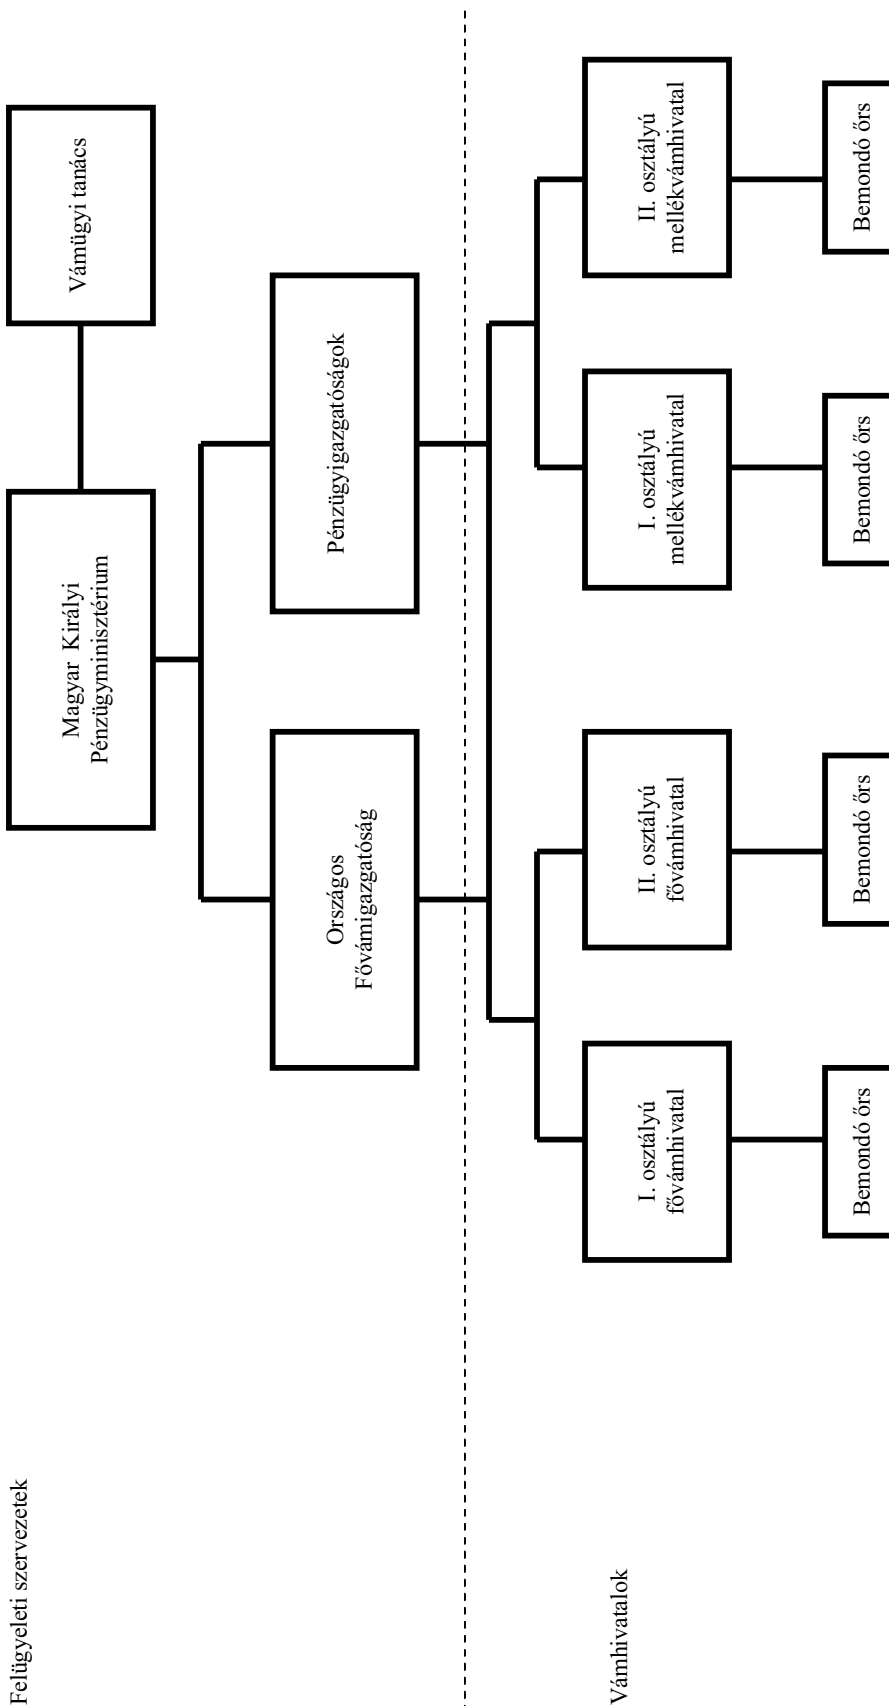 Felügyeleti szervezetek
Magyar Királyi
Pénzügyminisztérium
Vámügyi tanács
Országos
Fővámigazgatóság
Pénzügyigazgatóságok
Vámhivatalok
I. osztályú
fővámhivatal
II. osztályú
fővámhivatal
I. osztályú
mellékvámhivatal
II. osztályú
mellékvámhivatal
Bemondó őrs
Bemondó őrs
Bemondó őrs
Bemondó őrs